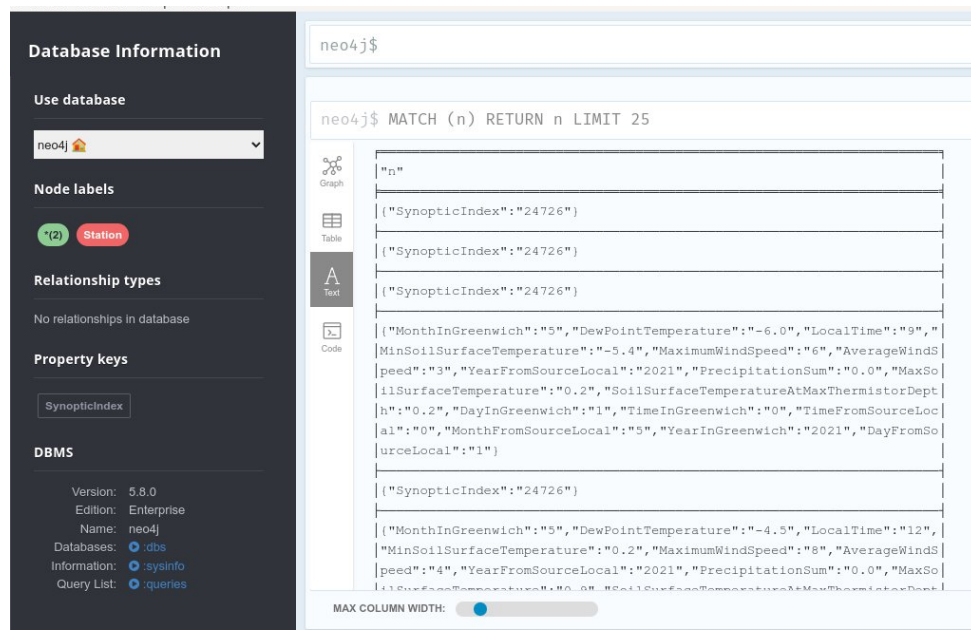 Database Information
Use database
neo4j
Node labels
*(2) Station
Relationship types
No relationships in database
Property keys
SynopticIndex
DBMS
Version: 5.8.0
Edition: Enterprise
Name: neo4j
Databases: :dbs
Information: :sysinfo
Query List: :queries
neo4j$
neo4j$ MATCH (n) RETURN n LIMIT 25
Graph
Table
A
Text
Code
"n"
{"SynopticIndex":"24726"}
{"SynopticIndex":"24726"}
{"SynopticIndex":"24726"}
{"MonthInGreenwich":"5","DewPointTemperature":"-6.0","LocalTime":"9","
MinSoilSurfaceTemperature":"-5.4","MaximumWindSpeed":"6","AverageWindS
peed":"3","YearFromSourceLocal":"2021","PrecipitationSum":"0.0","MaxSo
ilSurfaceTemperature":"0.2","SoilSurfaceTemperatureAtMaxThermistorDept
h":"0.2","DayInGreenwich":"1","TimeInGreenwich":"0","TimeFromSourceLoc
al":"0","MonthFromSourceLocal":"5","YearInGreenwich":"2021","DayFromSo
urceLocal":"1"}
{"SynopticIndex":"24726"}
{"MonthInGreenwich":"5","DewPointTemperature":"-4.5","LocalTime":"12",
"MinSoilSurfaceTemperature":"0.2","MaximumWindSpeed":"8","AverageWindS
peed":"4","YearFromSourceLocal":"2021","PrecipitationSum":"0.0","MaxSo
ilSurfaceTemperature":"0.9","SoilSurfaceTemperatureAtMaxThermistorDept
MAX COLUMN WIDTH: